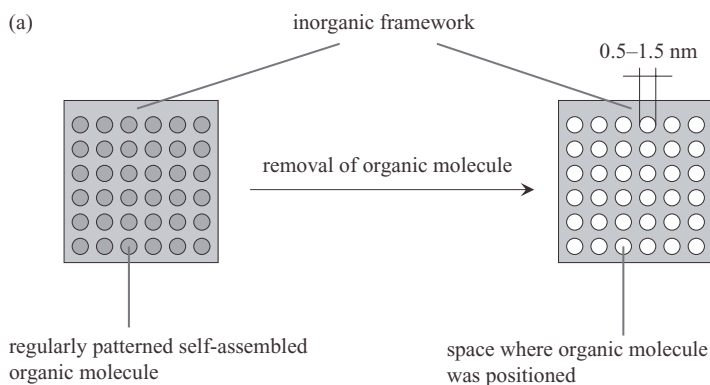 (a)
inorganic framework
0.5–1.5 nm
removal of organic molecule
regularly patterned self-assembled
organic molecule
space where organic molecule
was positioned